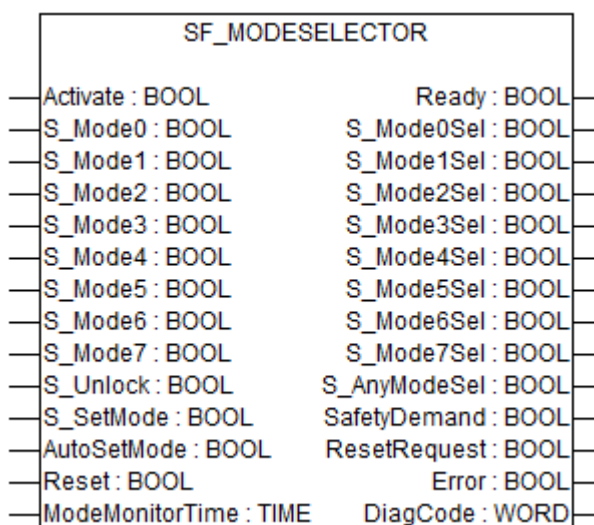 SF_MODESELECTOR
Activate : BOOL Ready : BOOL
S_Mode0 : BOOL S_Mode0Sel : BOOL
S_Mode1 : BOOL S_Mode1Sel : BOOL
S_Mode2 : BOOL S_Mode2Sel : BOOL
S_Mode3 : BOOL S_Mode3Sel : BOOL
S_Mode4 : BOOL S_Mode4Sel : BOOL
S_Mode5 : BOOL S_Mode5Sel : BOOL
S_Mode6 : BOOL S_Mode6Sel : BOOL
S_Mode7 : BOOL S_Mode7Sel : BOOL
S_Unlock : BOOL S_AnyModeSel : BOOL
S_SetMode : BOOL SafetyDemand : BOOL
AutoSetMode : BOOL ResetRequest : BOOL
Reset : BOOL Error : BOOL
ModeMonitorTime : TIME DiagCode : WORD